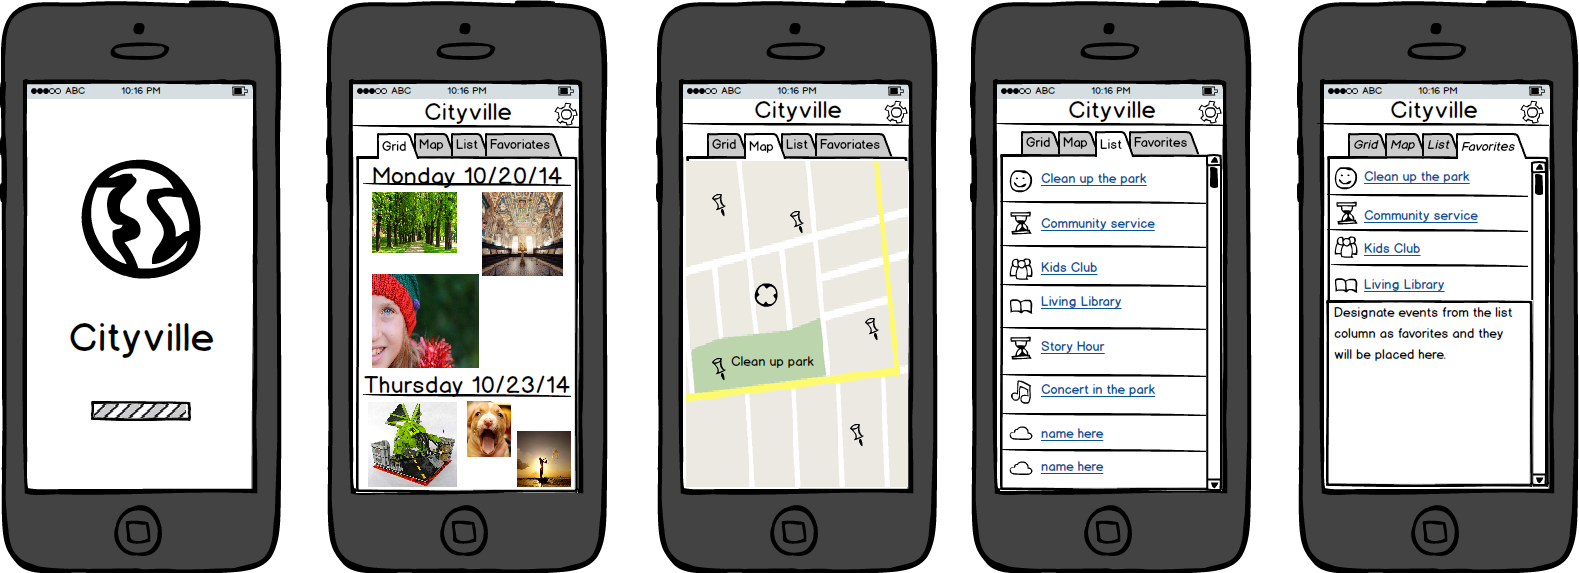 ABC 10:16 PM
Cityville
ABC 10:16 PM
Cityville
Grid Map List Favoriates
Monday 10/20/14
Thursday 10/23/14
ABC 10:16 PM
Cityville
Grid Map List Favoriates
Clean up park
ABC 10:16 PM
Cityville
Grid Map List Favorites
Clean up the park
Community service
Kids Club
Living Library
Story Hour
Concert in the park
name here
name here
ABC 10:16 PM
Cityville
Grid Map List Favorites
Clean up the park
Community service
Kids Club
Living Library
Designate events from the list
column as favorites and they
will be placed here.